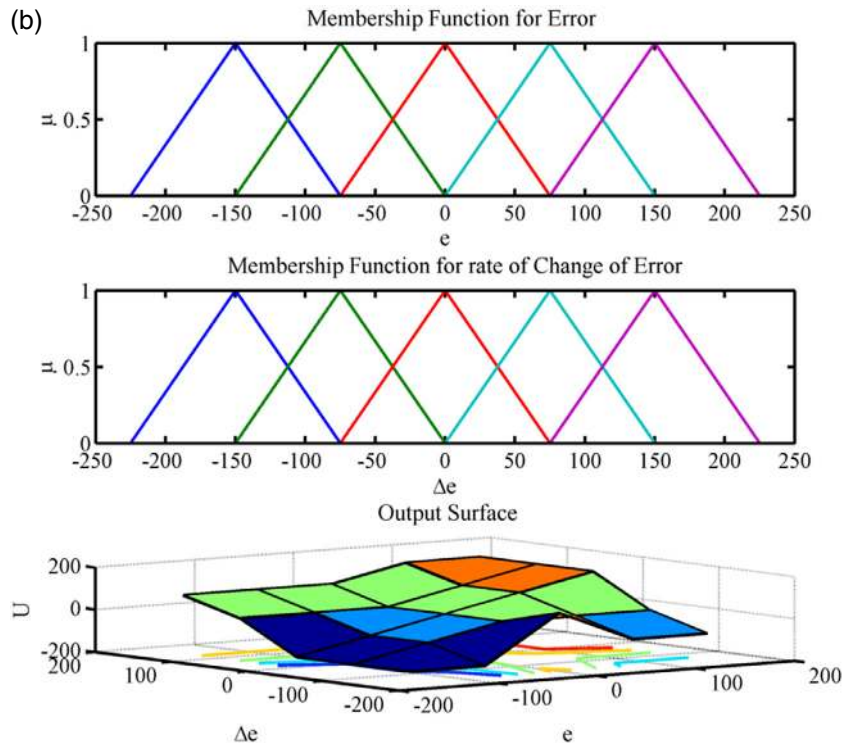 (b)
Membership Function for Error
1
μ 0.5
0
-250 -200 -150 -100 -50 0 50 100 150 200 250
e
Membership Function for rate of Change of Error
1
μ 0.5
0
-250 -200 -150 -100 -50 0 50 100 150 200 250
Δe
Output Surface
200
U 0
-200
200 100 0 -100 -200
-200 -100 0 100 200
Δe e